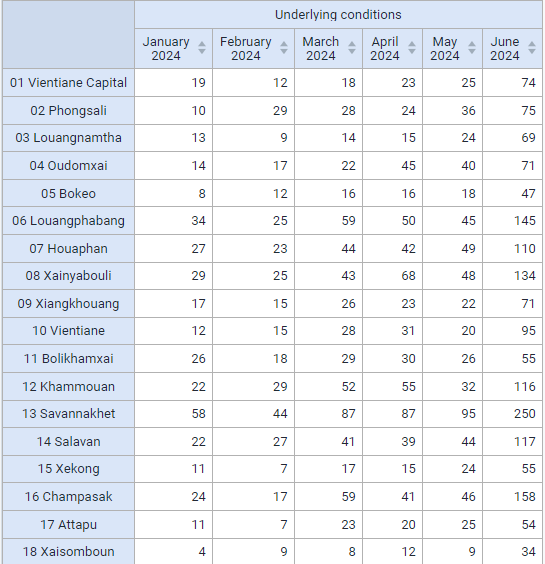 Underlying conditions
January 2024 February 2024 March 2024 April 2024 May 2024 June 2024
01 Vientiane Capital 19 12 18 23 25 74
02 Phongsali 10 29 28 24 36 75
03 Louangnamtha 13 9 14 15 24 69
04 Oudomxai 14 17 22 45 40 71
05 Bokeo 8 12 16 16 18 47
06 Louangphabang 34 25 59 50 45 145
07 Houaphan 27 23 44 42 49 110
08 Xainyabouli 29 25 43 68 48 134
09 Xiangkhouang 17 15 26 23 22 71
10 Vientiane 12 15 28 31 20 95
11 Bolikhamxai 26 18 29 30 26 55
12 Khammouan 22 29 52 55 32 116
13 Savannakhet 58 44 87 87 95 250
14 Salavan 22 27 41 39 44 117
15 Xekong 11 7 17 15 24 55
16 Champasak 24 17 59 41 46 158
17 Attapu 11 7 23 20 25 54
18 Xaisomboun 4 9 8 12 9 34